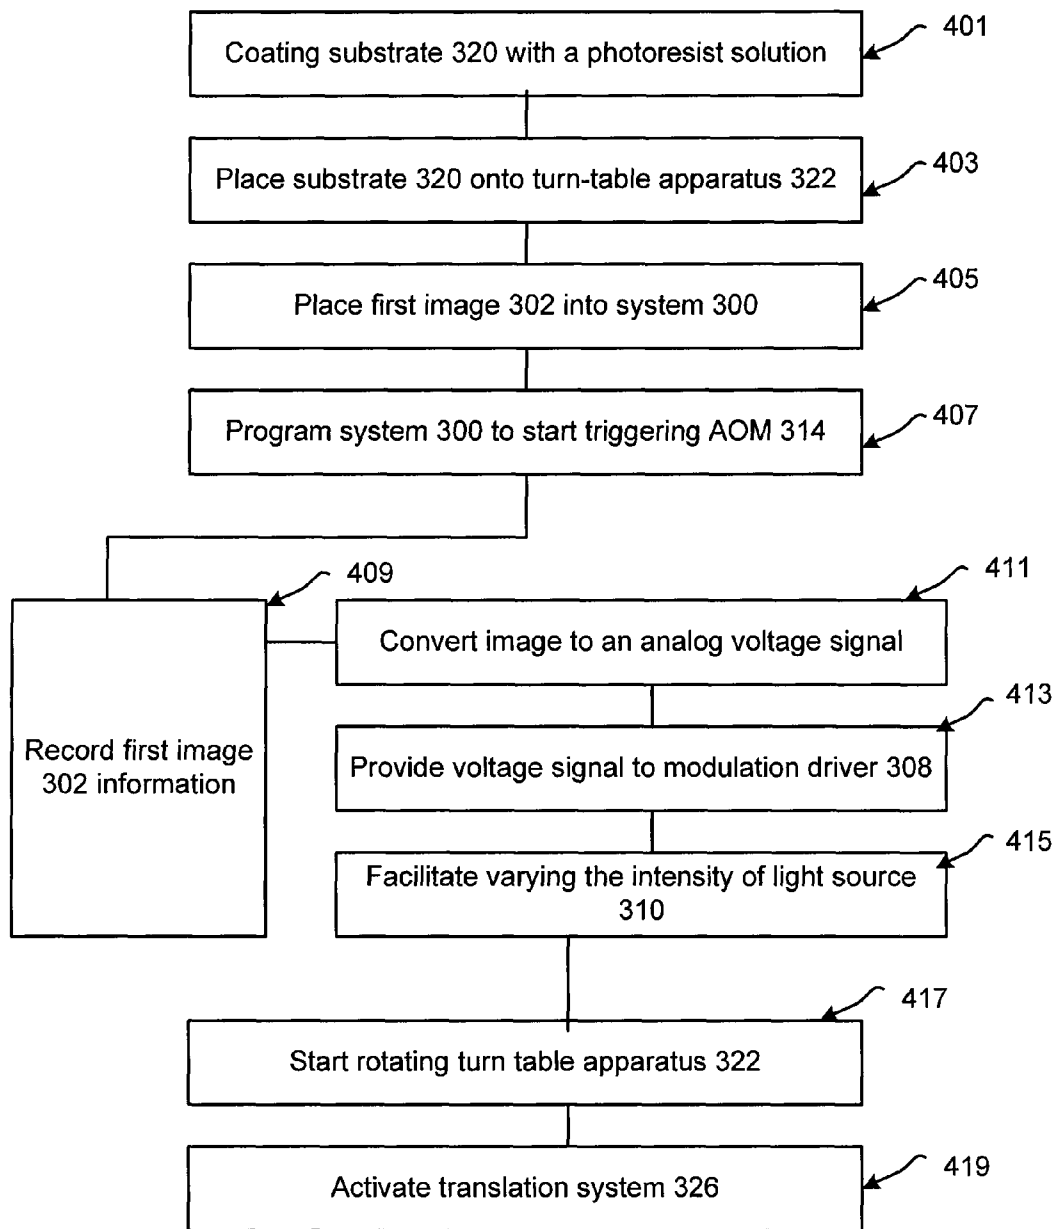 Coating substrate 320 with a photoresist solution
401
Place substrate 320 onto turn-table apparatus 322
403
Place first image 302 into system 300
405
Program system 300 to start triggering AOM 314
407
409
Record first image
302 information
411
Convert image to an analog voltage signal
413
Provide voltage signal to modulation driver 308
415
Facilitate varying the intensity of light source
310
417
Start rotating turn table apparatus 322
419
Activate translation system 326